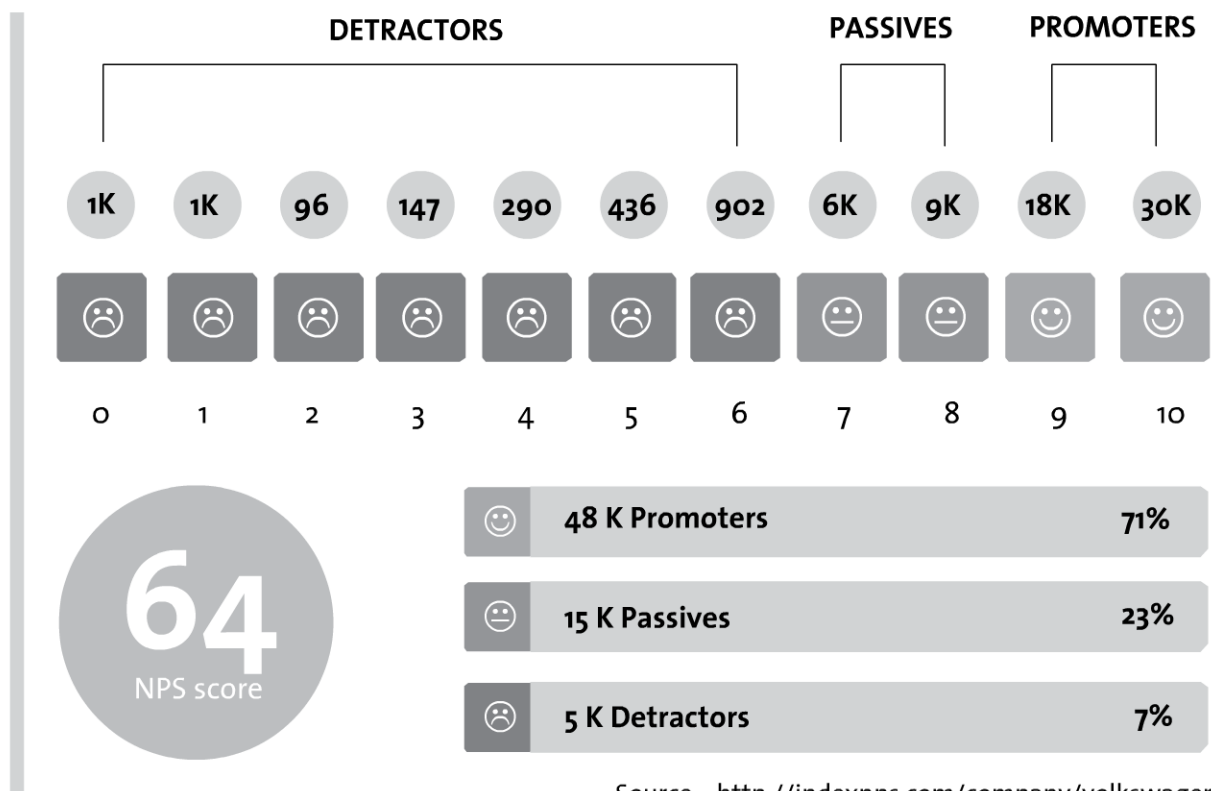 DETRACTORS PASSIVES PROMOTERS
1K 1K 96 147 290 436 902 6K 9K 18K 30K
0 1 2 3 4 5 6 7 8 9 10
64
NPS score
48 K Promoters 71%
15 K Passives 23%
5 K Detractors 7%